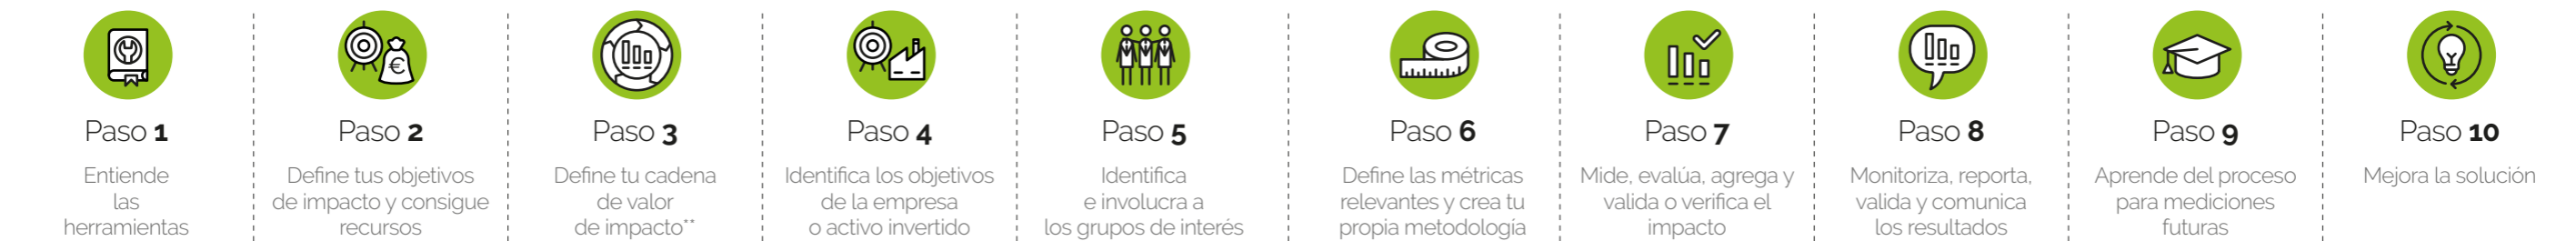 €
Paso 1
Entiende
las
herramientas
Paso 2
Define tus objetivos
de impacto y consigue
recursos
Paso 3
Define tu cadena
de valor
de impacto**
Paso 4
Identifica los objetivos
de la empresa
o activo invertido
Paso 5
Identifica
e involucra a
los grupos de interés
Paso 6
Define las métricas
relevantes y crea tu
propia metodología
Paso 7
Mide, evalúa, agrega y
valida o verifica el
impacto
Paso 8
Monitoriza, reporta,
valida y comunica
los resultados
Paso 9
Aprende del proceso
para mediciones
futuras
Paso 10
Mejora la solución